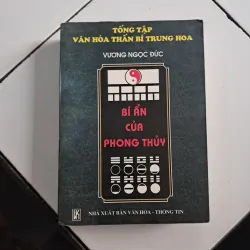 TỔNG TẬP
VĂN HÓA THẦN BÍ TRUNG HOA
VƯƠNG NGỌC ĐỨC
BÍ ẨN
CỦA
PHONG THỦY
NHÀ XUẤT BẢN VĂN HÓA - THÔNG TIN